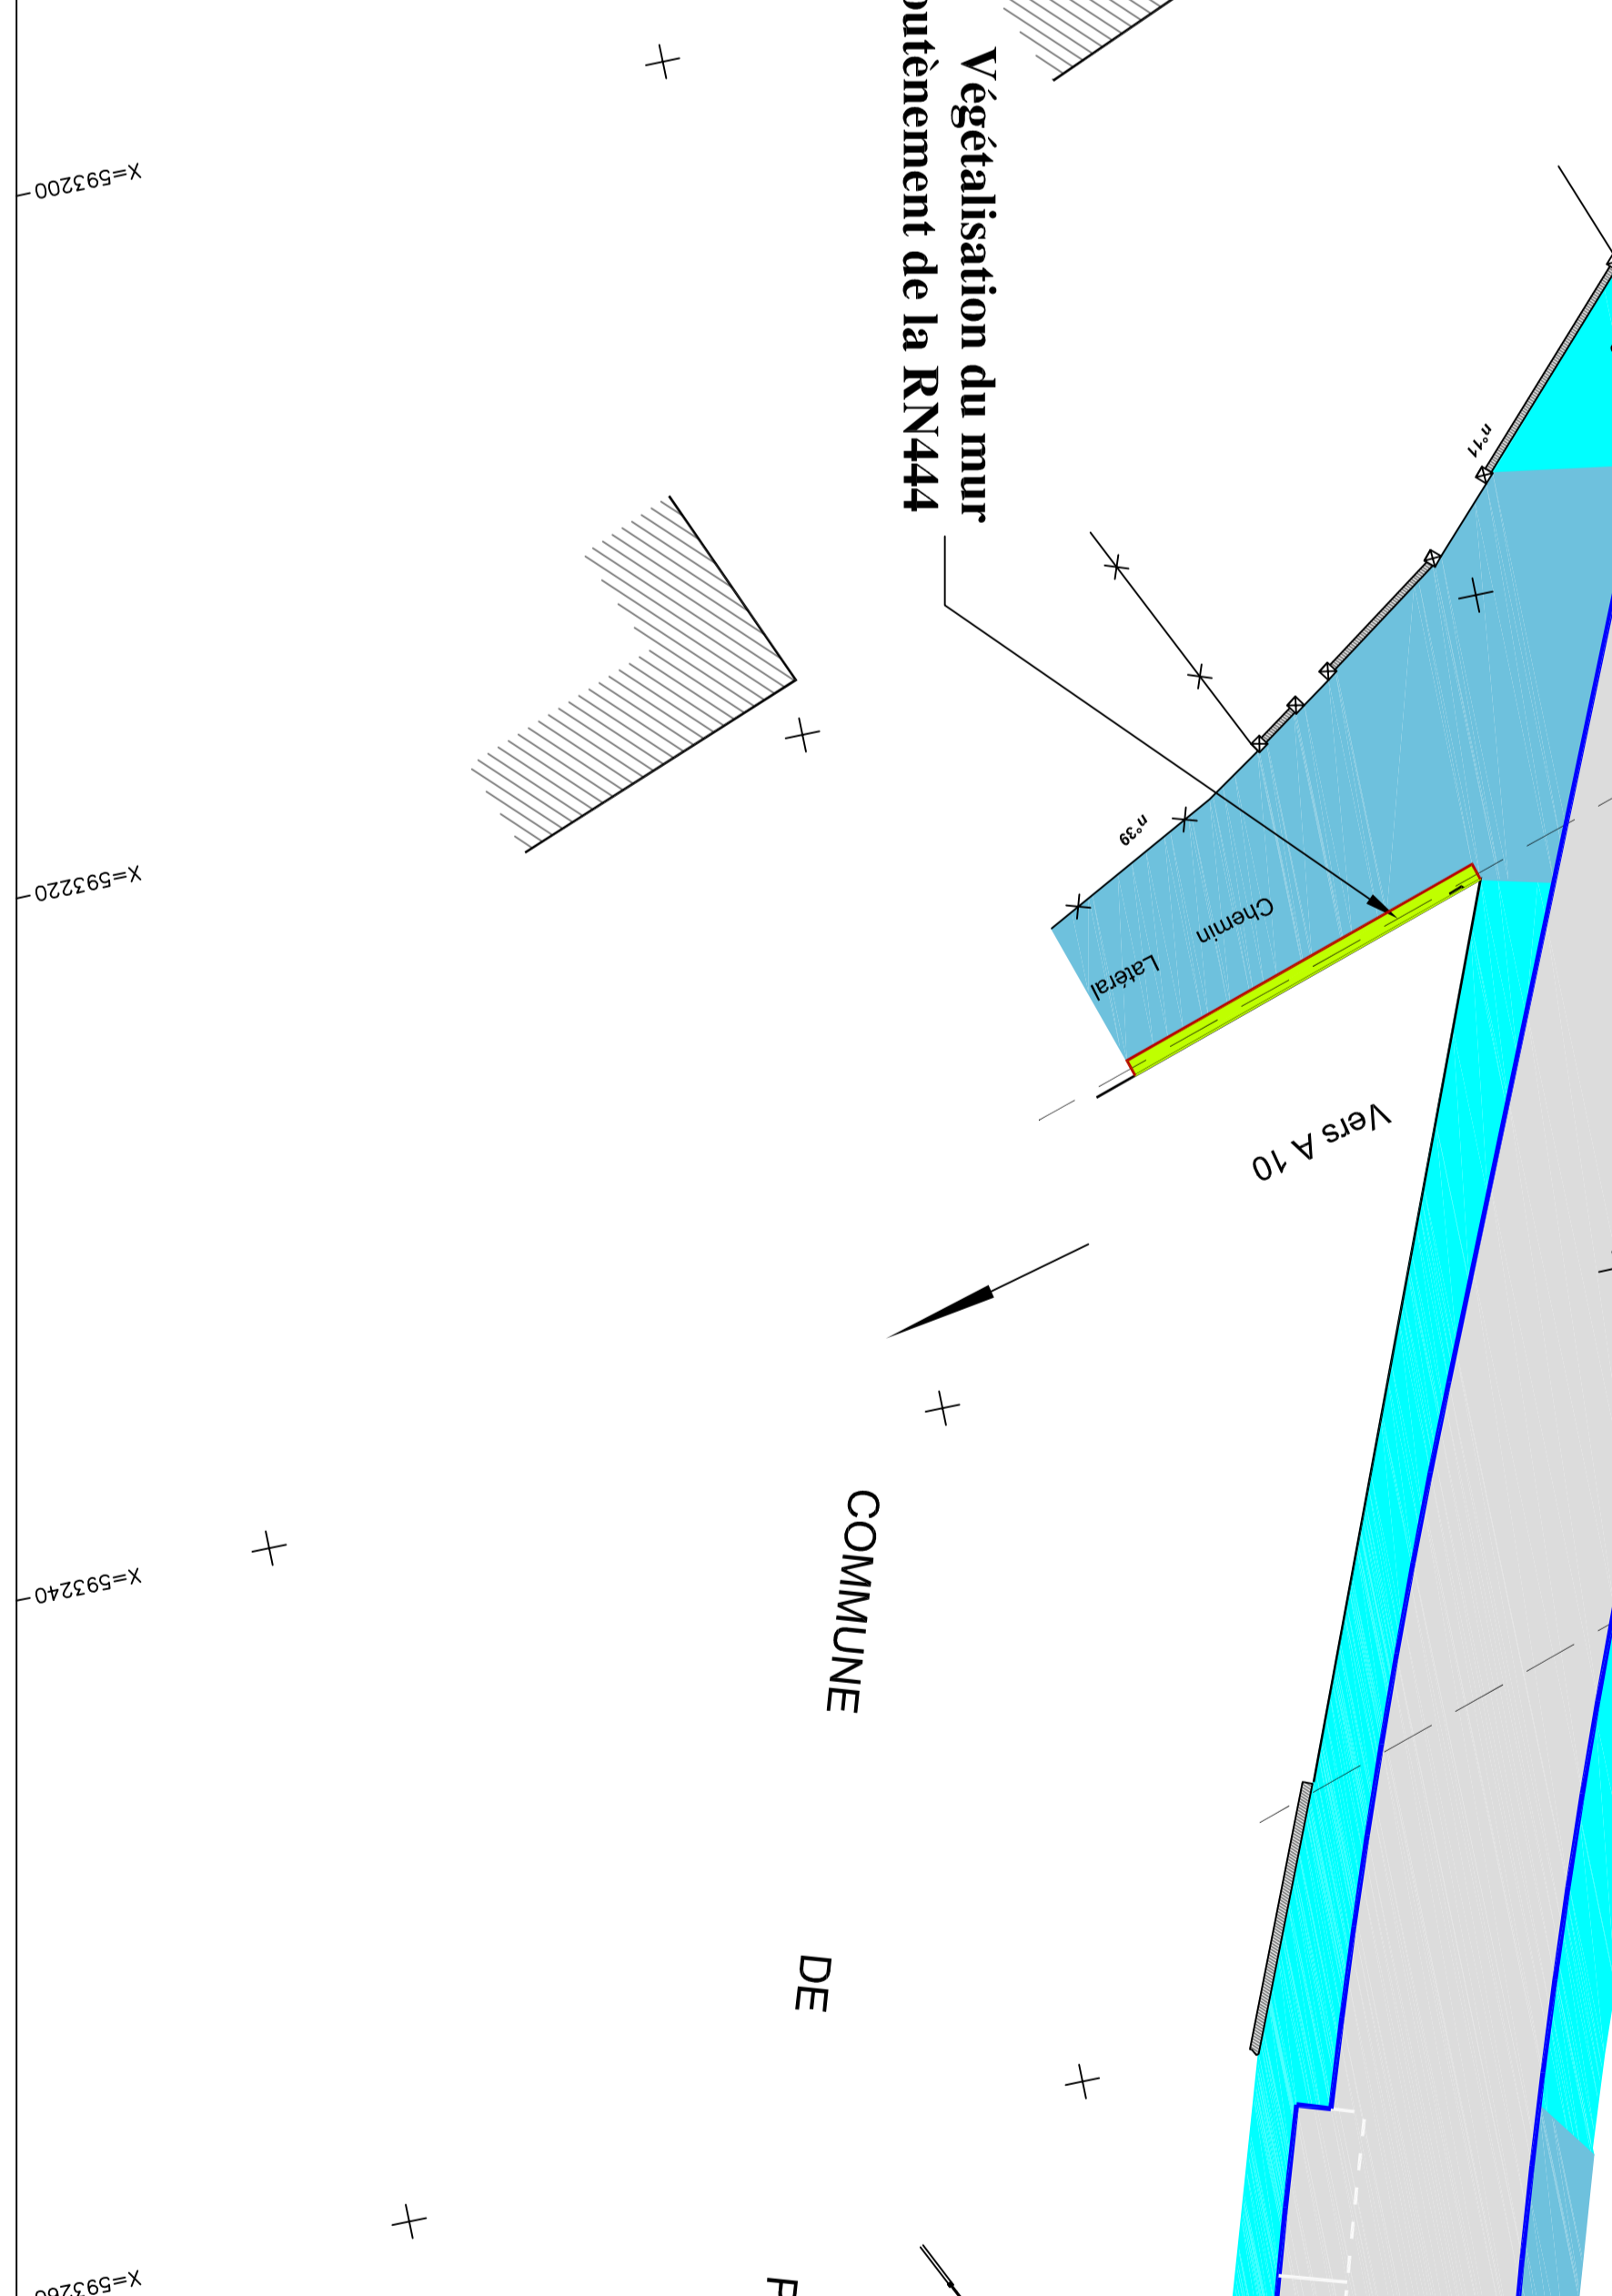 Végétalisation du mur
outènement de la RN444
X=593200
X=593220
X=593240
X=593260
n°11
n°39
Chemin
Latéral
Vers A 10
COMMUNE
DE